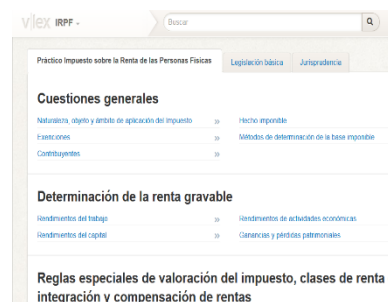 vlex IRPF
Buscar
Práctico Impuesto sobre la Renta de las Personas Físicas Legislación básica Jurisprudencia
Cuestiones generales
Naturaleza, objeto y ámbito de aplicación del Impuesto » Hecho imponible
Exenciones » Métodos de determinación de la base imponible
Contribuyentes »
Determinación de la renta gravable
Rendimientos del trabajo » Rendimientos de actividades económicas
Rendimientos del capital » Ganancias y pérdidas patrimoniales
Reglas especiales de valoración del impuesto, clases de renta
integración y compensación de rentas